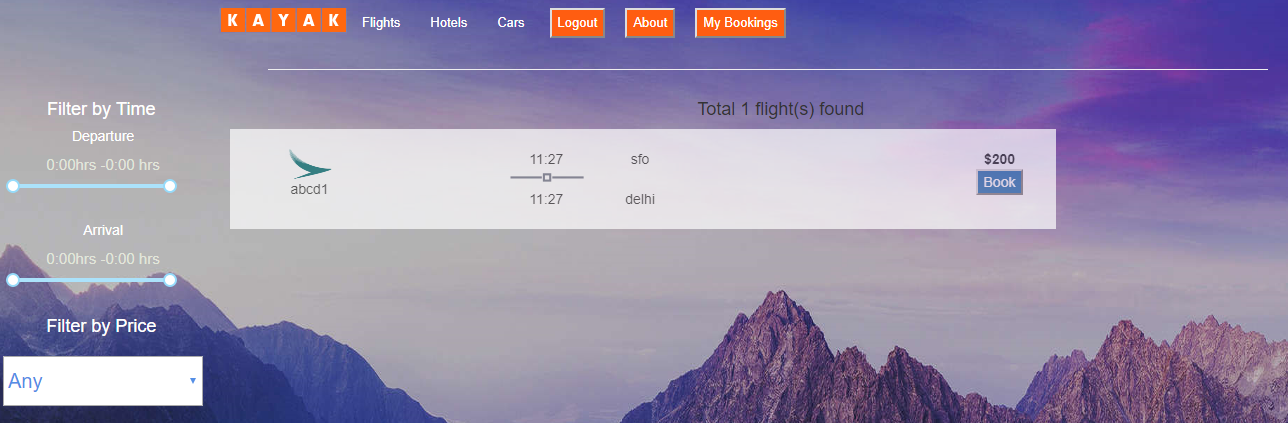 KAYAK Flights Hotels Cars Logout About My Bookings
Filter by Time
Departure
0:00hrs -0:00 hrs
Arrival
0:00hrs -0:00 hrs
Filter by Price
Any
Total 1 flight(s) found
abcd1
11:27 sfo
11:27 delhi
$200
Book